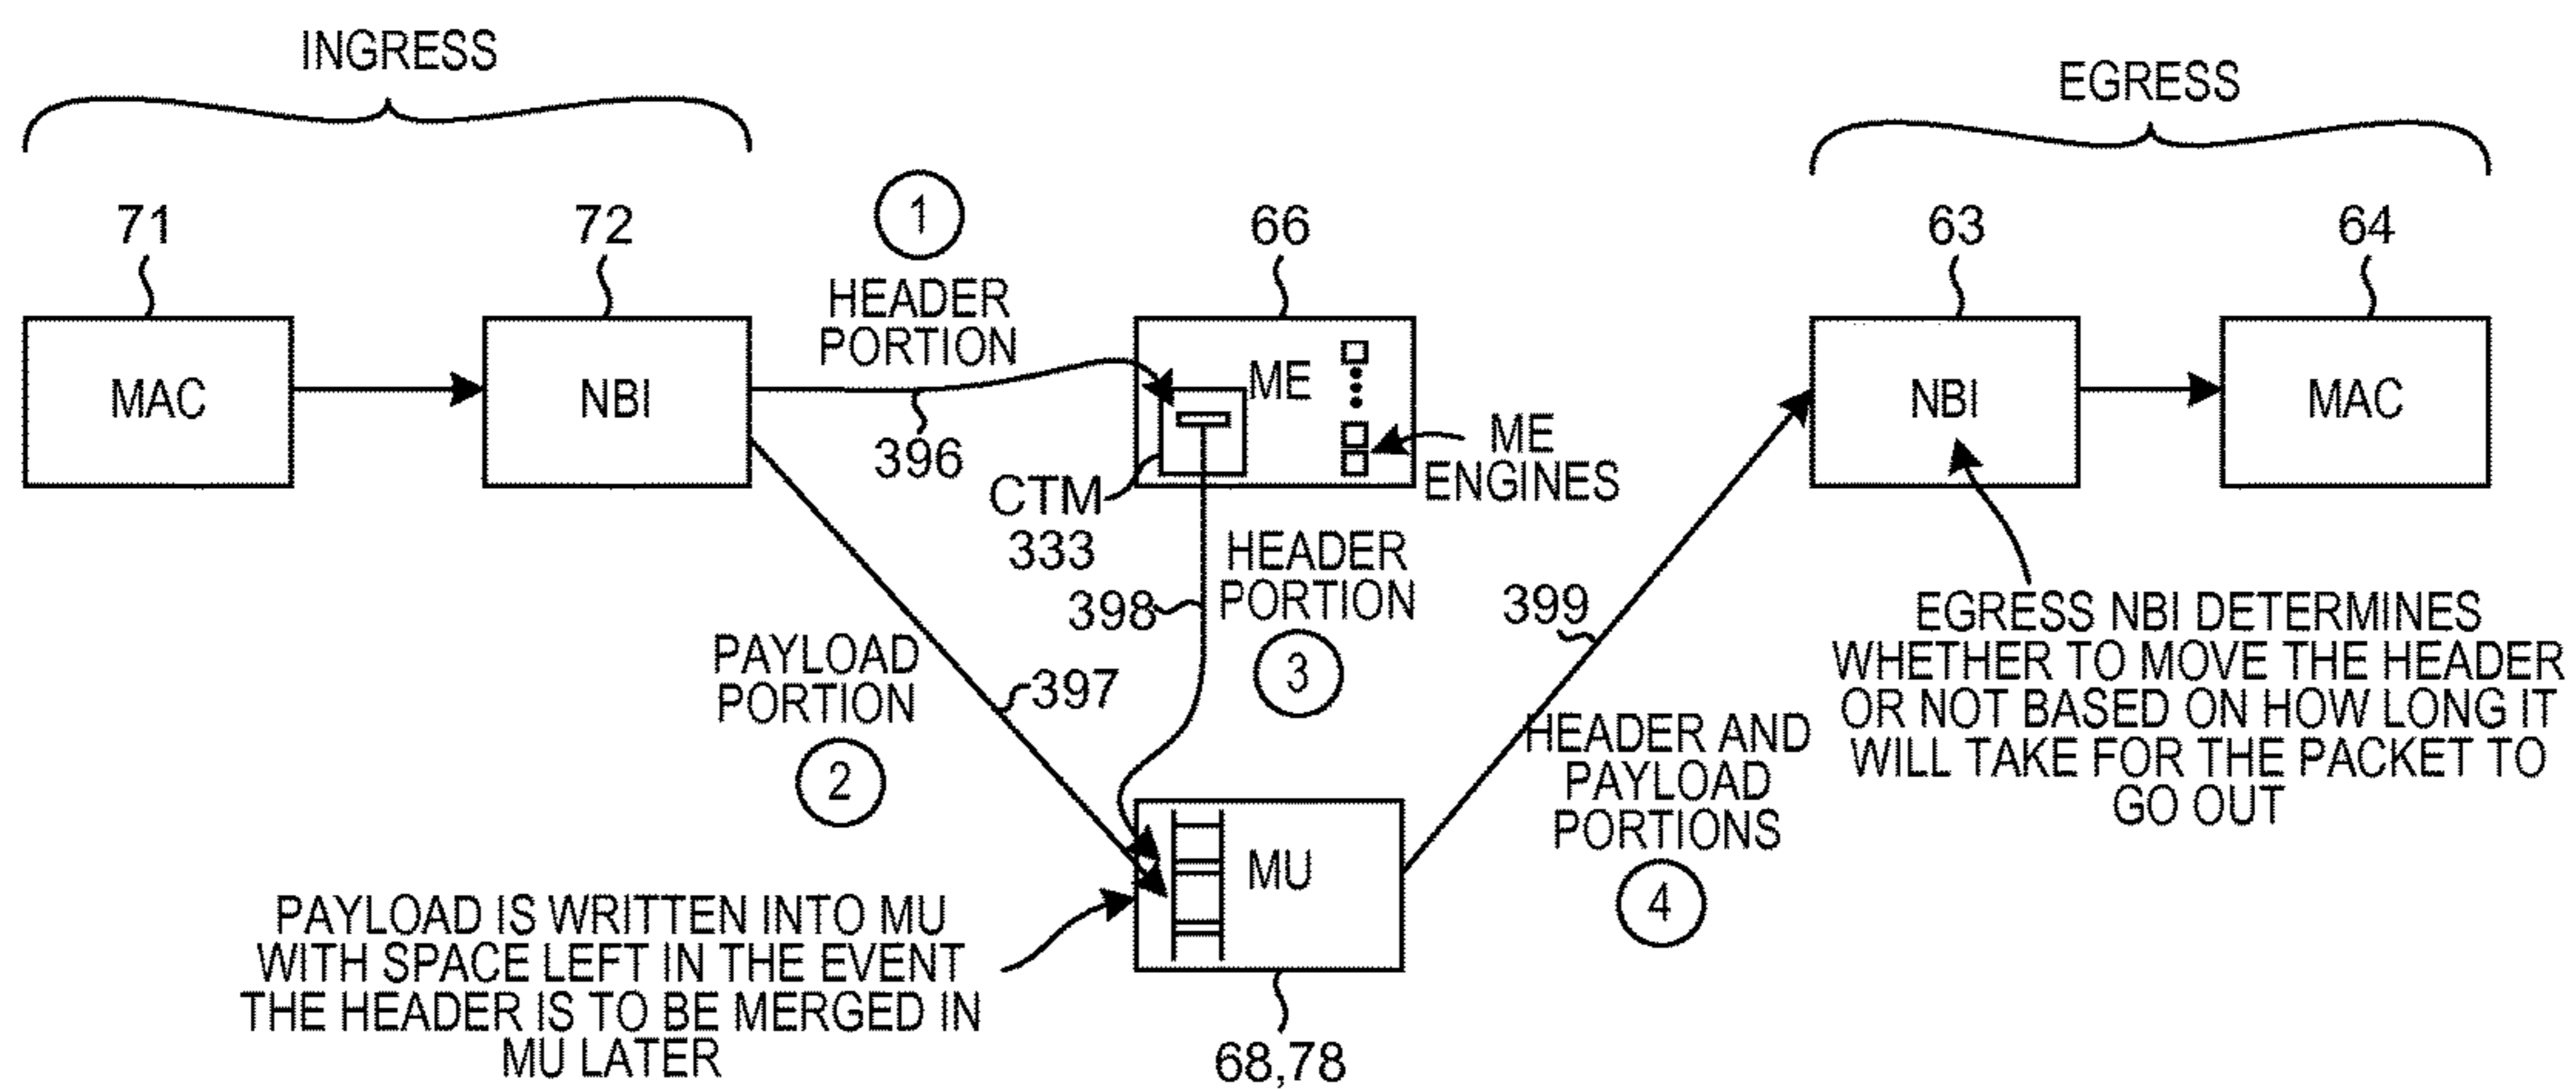 INGRESS
EGRESS
71
72
1
66
63
64
HEADER
PORTION
MAC
NBI
ME
NBI
MAC
396
ME
ENGINES
CTM
333
HEADER
PORTION
398
3
399
PAYLOAD
PORTION
397
2
EGRESS NBI DETERMINES
WHETHER TO MOVE THE HEADER
OR NOT BASED ON HOW LONG IT
WILL TAKE FOR THE PACKET TO
GO OUT
HEADER AND
PAYLOAD
PORTIONS
4
MU
PAYLOAD IS WRITTEN INTO MU
WITH SPACE LEFT IN THE EVENT
THE HEADER IS TO BE MERGED IN
MU LATER
68,78